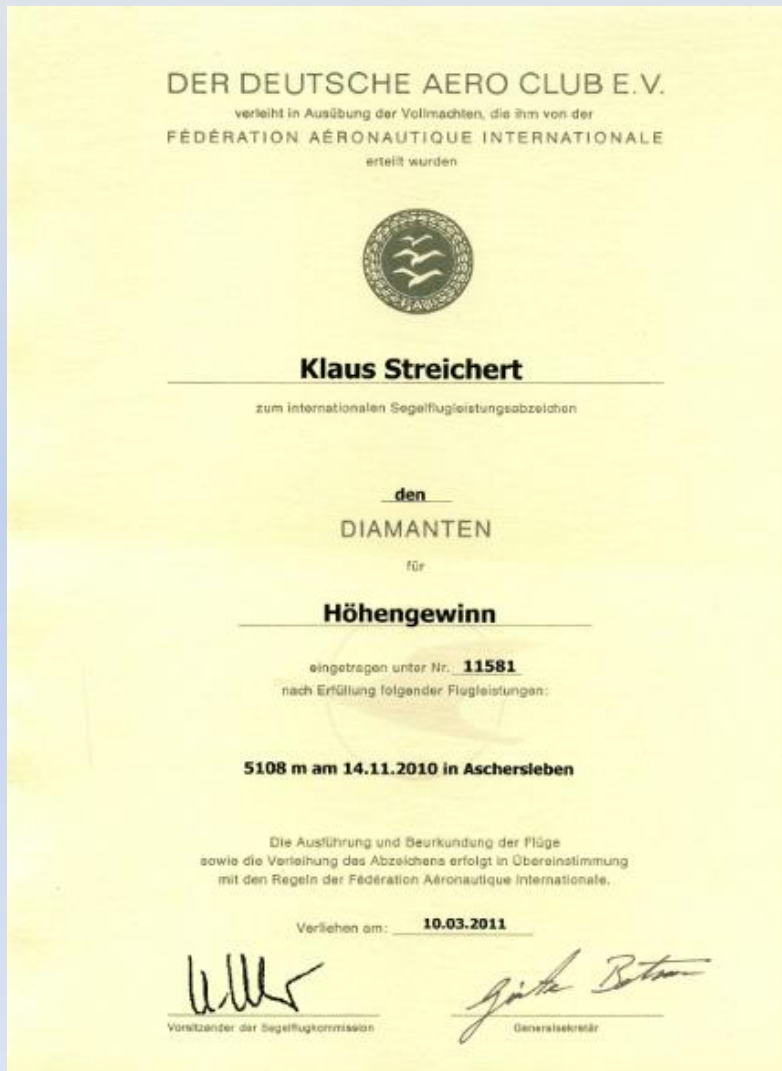 DER DEUTSCHE AERO CLUB E.V.
verleiht in Ausübung der Vollmachten, die ihm von der
FÉDÉRATION AÉRONAUTIQUE INTERNATIONALE
erteilt wurden
Klaus Streichert
zum internationalen Segelflugleistungsabzeichen
den
DIAMANTEN
für
Höhengewinn
eingetragen unter Nr. 11581
nach Erfüllung folgender Flugleistungen:
5108 m am 14.11.2010 in Aschersleben
Die Ausführung und Beurkundung der Flüge
sowie die Verleihung des Abzeichens erfolgt in Übereinstimmung
mit den Regeln der Fédération Aéronautique Internationale.
Verliehen am: 10.03.2011
Vorsitzender der Segelflugkommission
Generalsekretär